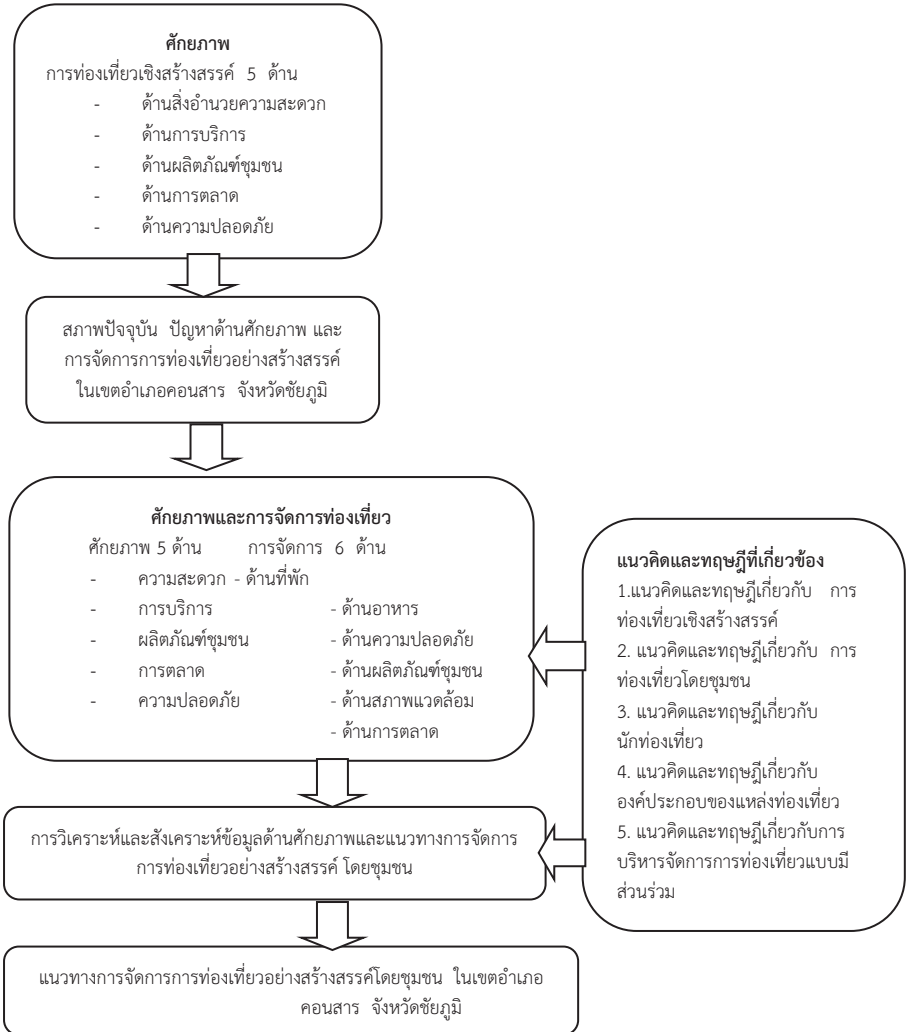 ศักยภาพ
การท่องเที่ยวเชิงสร้างสรรค์ 5 ด้าน
- ด้านสิ่งอำนวยความสะดวก
- ด้านการบริการ
- ด้านผลิตภัณฑ์ชุมชน
- ด้านการตลาด
- ด้านความปลอดภัย
สภาพปัจจุบัน ปัญหาด้านศักยภาพ และ
การจัดการการท่องเที่ยวอย่างสร้างสรรค์
ในเขตอำเภอคอนสาร จังหวัดชัยภูมิ
ศักยภาพและการจัดการท่องเที่ยว
ศักยภาพ 5 ด้าน การจัดการ 6 ด้าน
- ความสะดวก - ด้านที่พัก
- การบริการ - ด้านอาหาร
- ผลิตภัณฑ์ชุมชน - ด้านความปลอดภัย
- การตลาด - ด้านผลิตภัณฑ์ชุมชน
- ความปลอดภัย - ด้านสภาพแวดล้อม
- ด้านการตลาด
แนวคิดและทฤษฎีที่เกี่ยวข้อง
1.แนวคิดและทฤษฎีเกี่ยวกับ การ
ท่องเที่ยวเชิงสร้างสรรค์
2. แนวคิดและทฤษฎีเกี่ยวกับ การ
ท่องเที่ยวโดยชุมชน
3. แนวคิดและทฤษฎีเกี่ยวกับ
นักท่องเที่ยว
4. แนวคิดและทฤษฎีเกี่ยวกับ
องค์ประกอบของแหล่งท่องเที่ยว
5. แนวคิดและทฤษฎีเกี่ยวกับการ
บริหารจัดการการท่องเที่ยวแบบมี
ส่วนร่วม
การวิเคราะห์และสังเคราะห์ข้อมูลด้านศักยภาพและแนวทางการจัดการ
การท่องเที่ยวอย่างสร้างสรรค์ โดยชุมชน
แนวทางการจัดการการท่องเที่ยวอย่างสร้างสรรค์โดยชุมชน ในเขตอำเภอ
คอนสาร จังหวัดชัยภูมิ